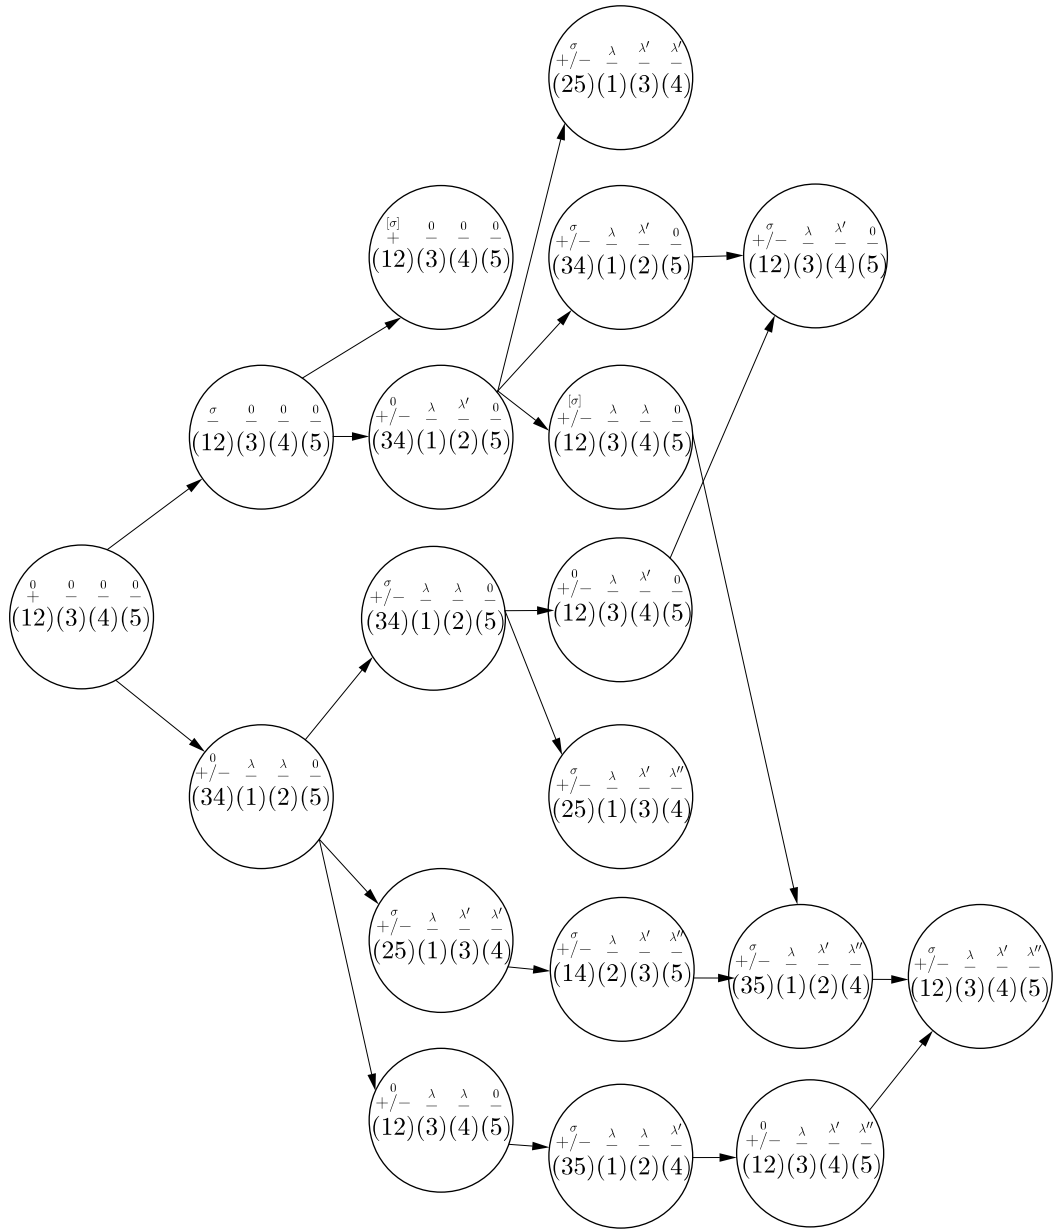 σ λ λ′ λ′
+/− − − −
(25)(1)(3)(4)
[σ] 0 0 0
+ − − −
(12)(3)(4)(5)
σ λ λ′ 0
+/− − − −
(34)(1)(2)(5)
σ λ λ′ 0
+/− − − −
(12)(3)(4)(5)
σ 0 0 0
− − − −
(12)(3)(4)(5)
0 λ λ′ 0
+/− − − −
(34)(1)(2)(5)
[σ] λ λ 0
+/− − − −
(12)(3)(4)(5)
0 0 0 0
+ − − −
(12)(3)(4)(5)
σ λ λ 0
+/− − − −
(34)(1)(2)(5)
0 λ λ′ 0
+/− − − −
(12)(3)(4)(5)
0 λ λ 0
+/− − − −
(34)(1)(2)(5)
σ λ λ′ λ″
+/− − − −
(25)(1)(3)(4)
σ λ λ′ λ′
+/− − − −
(25)(1)(3)(4)
σ λ λ′ λ″
+/− − − −
(14)(2)(3)(5)
σ λ λ′ λ″
+/− − − −
(35)(1)(2)(4)
σ λ λ′ λ″
+/− − − −
(12)(3)(4)(5)
0 λ λ 0
+/− − − −
(12)(3)(4)(5)
σ λ λ λ′
+/− − − −
(35)(1)(2)(4)
0 λ λ′ λ″
+/− − − −
(12)(3)(4)(5)